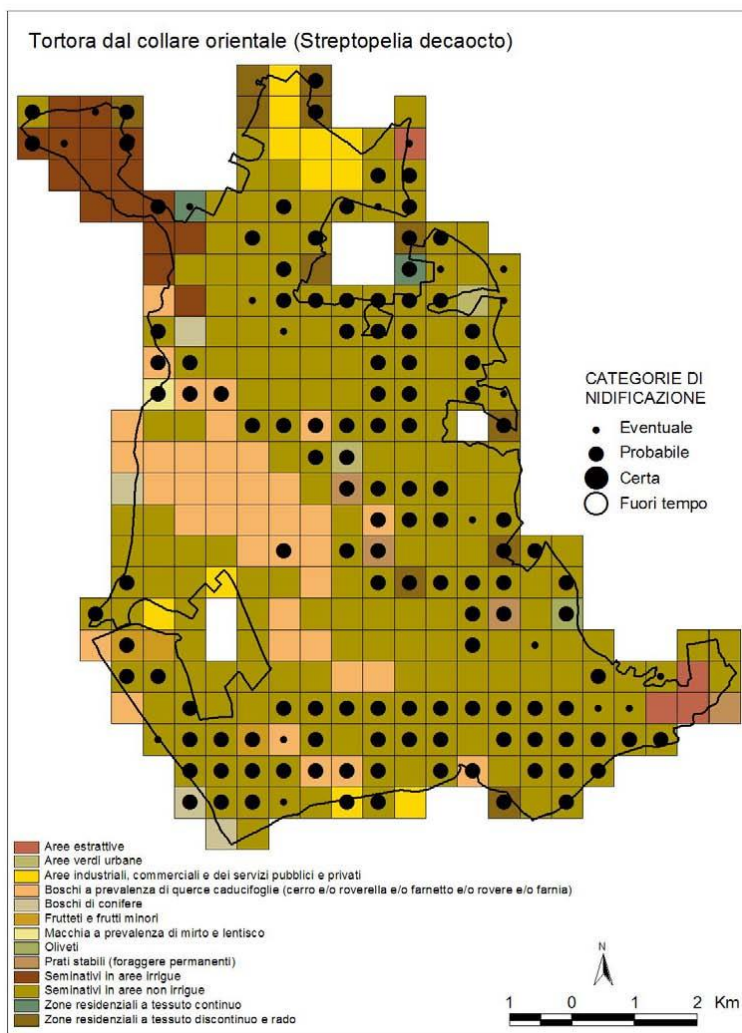 Tortora dal collare orientale (Streptopelia decaocto)
CATEGORIE DI
NIDIFICAZIONE
Eventuale
Probabile
Certa
Fuori tempo
Aree estrattive
Aree verdi urbane
Aree industriali, commerciali e dei servizi pubblici e privati
Boschi a prevalenza di querce caducifoglie (cerro e/o roverella e/o farnetto e/o rovere e/o farnia)
Boschi di conifere
Frutteti e frutti minori
Macchia a prevalenza di mirto e lentisco
Oliveti
Prati stabili (foraggere permanenti)
Seminativi in aree irrigue
Seminativi in aree non irrigue
Zone residenziali a tessuto continuo
Zone residenziali a tessuto discontinuo e rado
N
1 0 1 2 Km